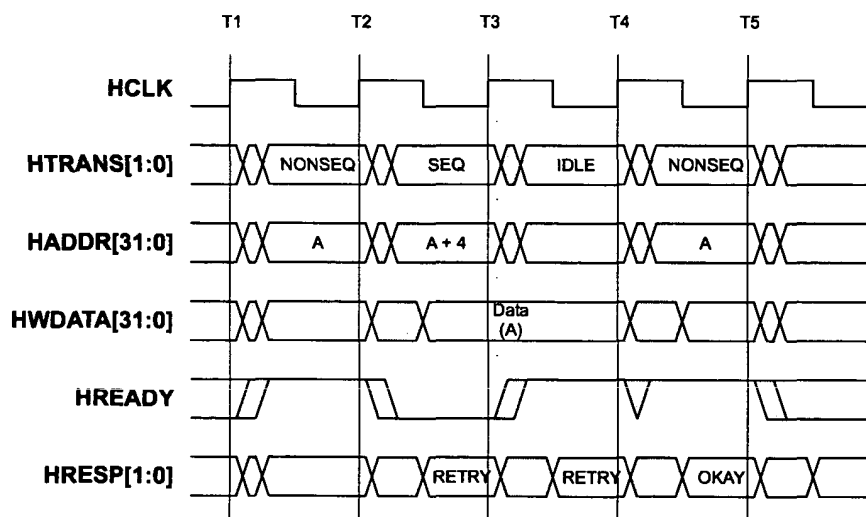 T1 T2 T3 T4 T5
HCLK
HTRANS[1:0] NONSEQ SEQ IDLE NONSEQ
HADDR[31:0] A A + 4 A
HWDATA[31:0] Data
(A)
HREADY
HRESP[1:0] RETRY RETRY OKAY